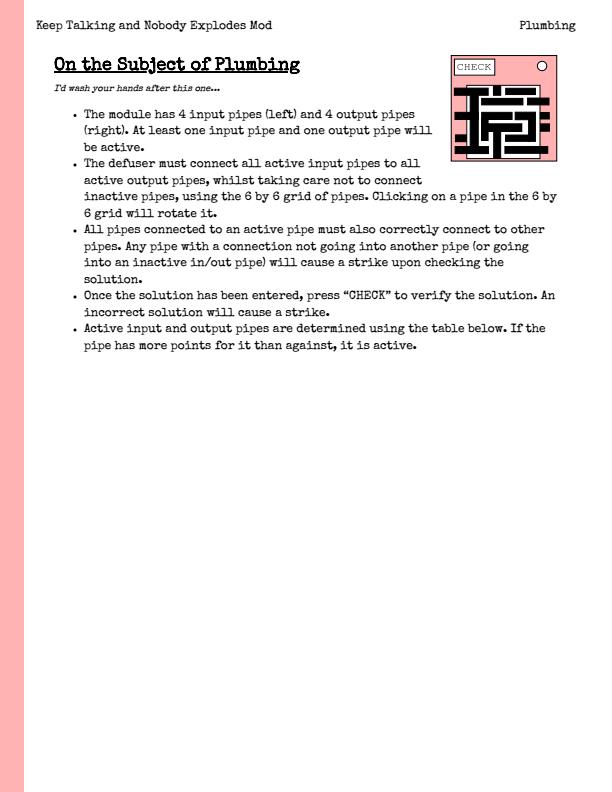 Keep Talking and Nobody Explodes Mod Plumbing
On the Subject of Plumbing
I'd wash your hands after this one...
CHECK
• The module has 4 input pipes (left) and 4 output pipes
(right). At least one input pipe and one output pipe will
be active.
• The defuser must connect all active input pipes to all
active output pipes, whilst taking care not to connect
inactive pipes, using the 6 by 6 grid of pipes. Clicking on a pipe in the 6 by
6 grid will rotate it.
• All pipes connected to an active pipe must also correctly connect to other
pipes. Any pipe with a connection not going into another pipe (or going
into an inactive in/out pipe) will cause a strike upon checking the
solution.
• Once the solution has been entered, press “CHECK” to verify the solution. An
incorrect solution will cause a strike.
• Active input and output pipes are determined using the table below. If the
pipe has more points for it than against, it is active.